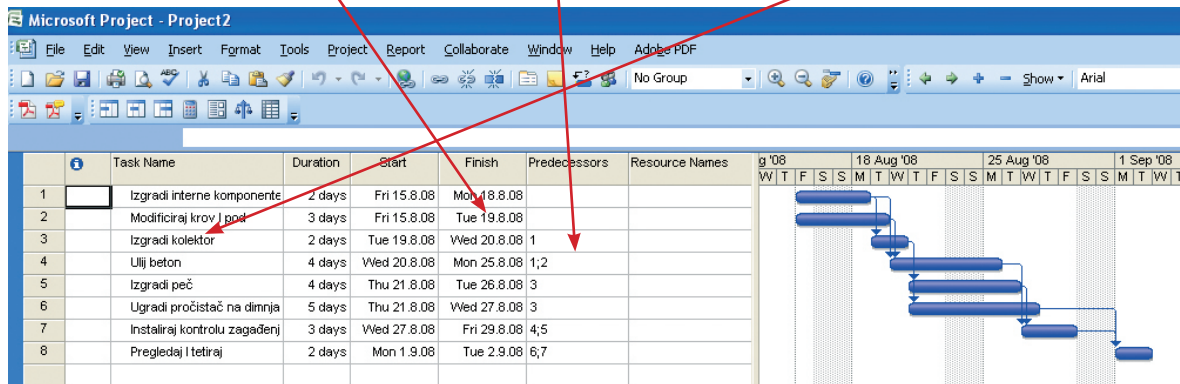 Microsoft Project - Project2
File Edit View Insert Format Tools Project Report Collaborate Window Help Adobe PDF
No Group Show Arial
Task Name Duration Start Finish Predecessors Resource Names g '08 18 Aug '08 25 Aug '08 1 Sep '08
W T F S S M T W T F S S M T W T F S S M T W T
1 Izgradi interne komponente 2 days Fri 15.8.08 Mon 18.8.08
2 Modificiraj krov I pod 3 days Fri 15.8.08 Tue 19.8.08
3 Izgradi kolektor 2 days Tue 19.8.08 Wed 20.8.08 1
4 Ulij beton 4 days Wed 20.8.08 Mon 25.8.08 1;2
5 Izgradi peč 4 days Thu 21.8.08 Tue 26.8.08 3
6 Ugradi pročistač na dimnja 5 days Thu 21.8.08 Wed 27.8.08 3
7 Instaliraj kontrolu zagađenj 3 days Wed 27.8.08 Fri 29.8.08 4;5
8 Pregledaj I tetiraj 2 days Mon 1.9.08 Tue 2.9.08 6;7